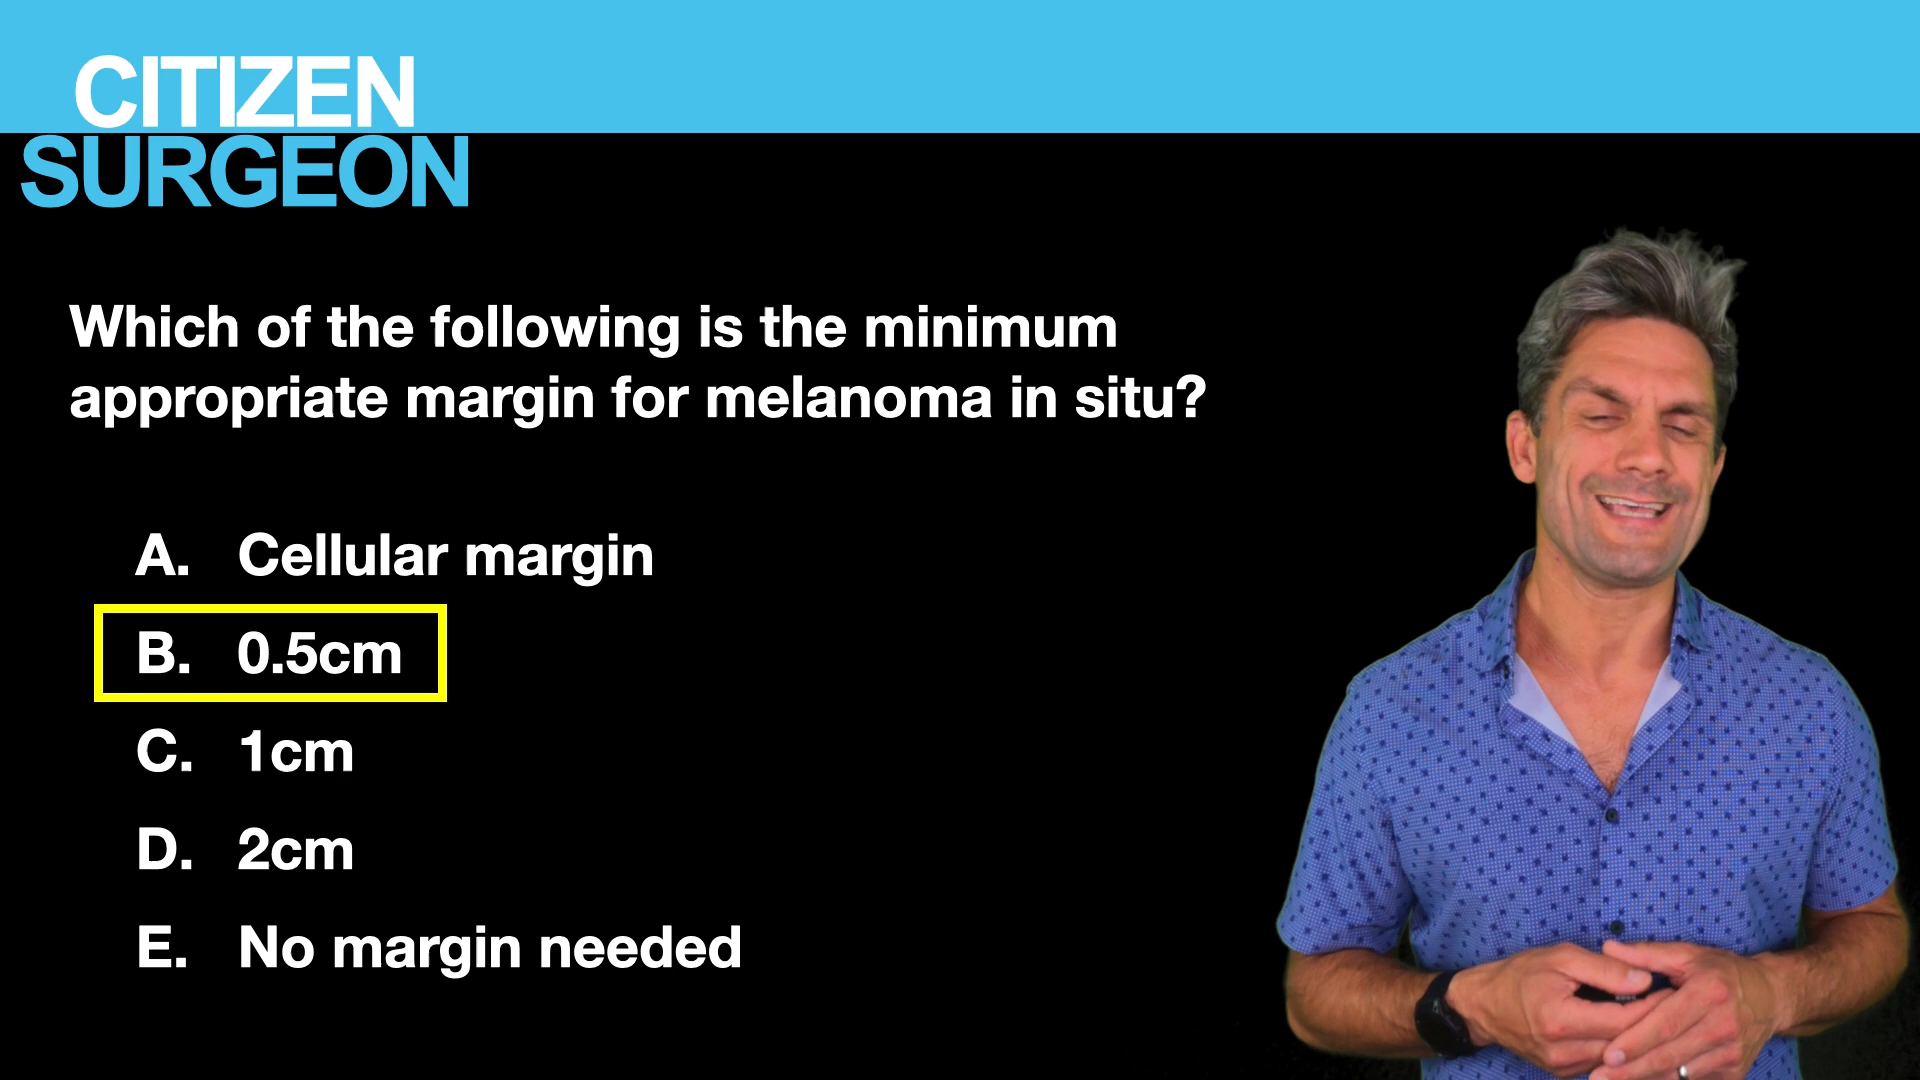 CITIZEN
SURGEON
Which of the following is the minimum
appropriate margin for melanoma in situ?
A. Cellular margin
B. 0.5cm
C. 1cm
D. 2cm
E. No margin needed